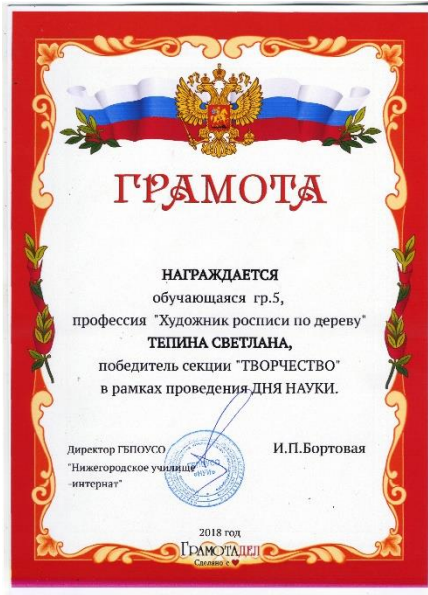 ГРАМОТА
НАГРАЖДАЕТСЯ
обучающаяся гр.5,
профессия "Художник росписи по дереву"
ТЕПИНА СВЕТЛАНА,
победитель секции "ТВОРЧЕСТВО"
в рамках проведения ДНЯ НАУКИ.
Директор ГБПОУСО
"Нижегородское училище
-интернат"
И.П.Бортовая
«НУИ»
2018 год
ГРАМОТАДЕЛ
Сделано с ❤